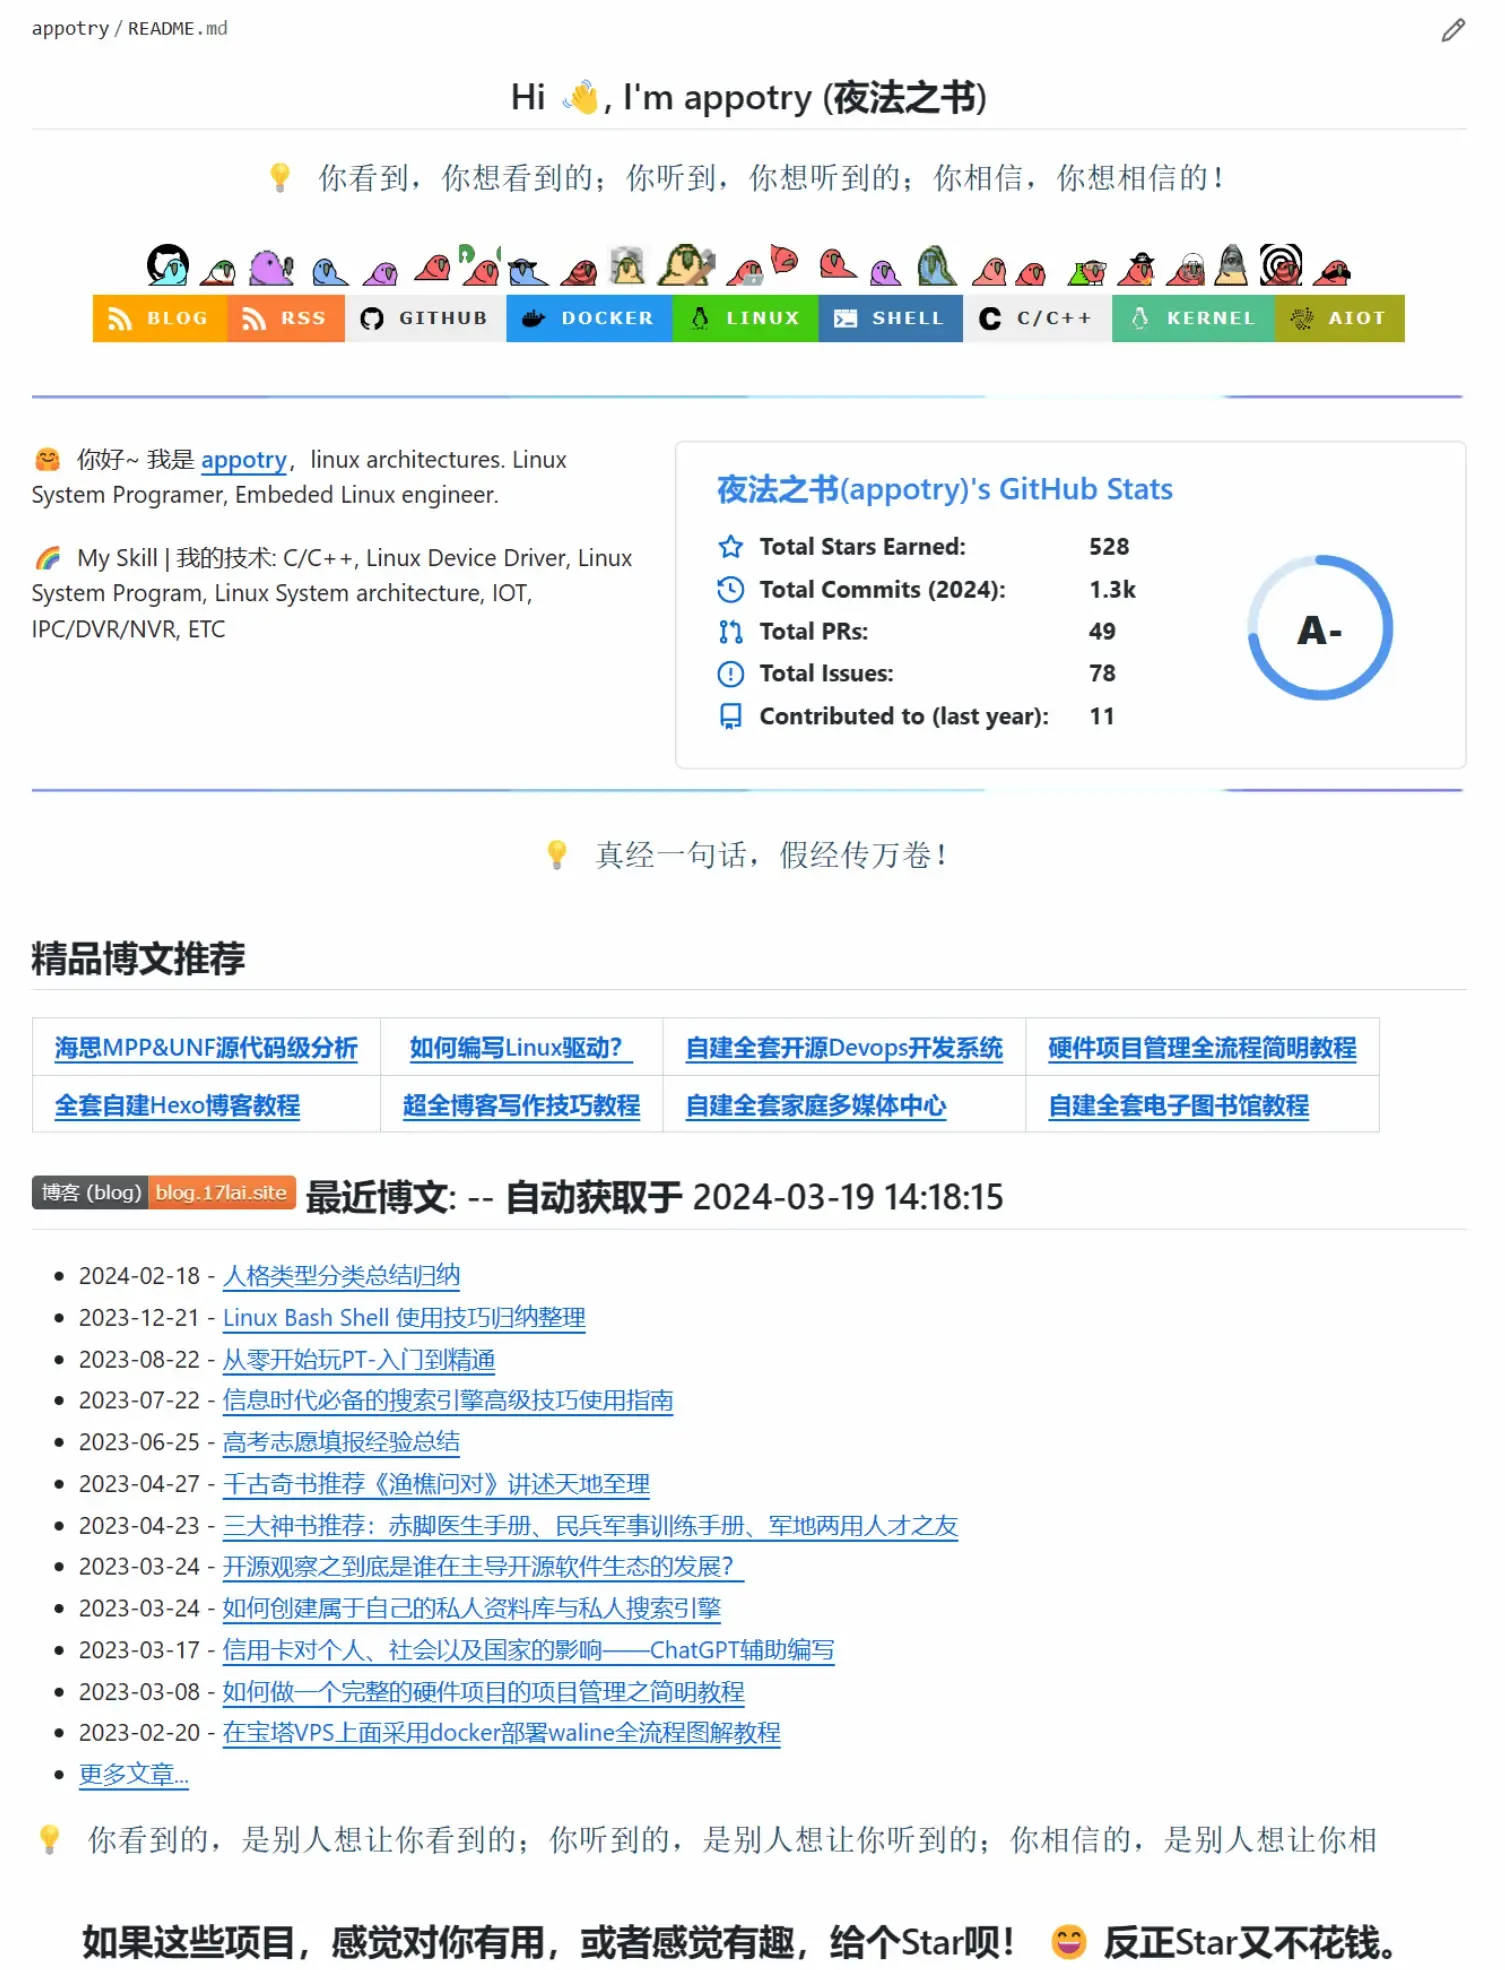 appotry / README.md
Hi 👋, I'm appotry (夜法之书)
💡 你看到，你想看到的；你听到，你想听到的；你相信，你想相信的！
BLOG RSS GITHUB DOCKER LINUX SHELL C/C++ KERNEL AIOT
🤗 你好~ 我是 appotry，linux architectures. Linux
System Programer, Embeded Linux engineer.
🌈 My Skill | 我的技术: C/C++, Linux Device Driver, Linux
System Program, Linux System architecture, IOT,
IPC/DVR/NVR, ETC
夜法之书(appotry)'s GitHub Stats
Total Stars Earned: 528
Total Commits (2024): 1.3k
Total PRs: 49
Total Issues: 78
Contributed to (last year): 11
A-
💡 真经一句话，假经传万卷！
精品博文推荐
海思MPP&UNF源代码级分析 如何编写Linux驱动？ 自建全套开源Devops开发系统 硬件项目管理全流程简明教程
全套自建Hexo博客教程 超全博客写作技巧教程 自建全套家庭多媒体中心 自建全套电子图书馆教程
博客 (blog) blog.17lai.site 最近博文: -- 自动获取于 2024-03-19 14:18:15
2024-02-18 - 人格类型分类总结归纳
2023-12-21 - Linux Bash Shell 使用技巧归纳整理
2023-08-22 - 从零开始玩PT-入门到精通
2023-07-22 - 信息时代必备的搜索引擎高级技巧使用指南
2023-06-25 - 高考志愿填报经验总结
2023-04-27 - 千古奇书推荐《渔樵问对》讲述天地至理
2023-04-23 - 三大神书推荐：赤脚医生手册、民兵军事训练手册、军地两用人才之友
2023-03-24 - 开源观察之到底是谁在主导开源软件生态的发展？
2023-03-24 - 如何创建属于自己的私人资料库与私人搜索引擎
2023-03-17 - 信用卡对个人、社会以及国家的影响——ChatGPT辅助编写
2023-03-08 - 如何做一个完整的硬件项目的项目管理之简明教程
2023-02-20 - 在宝塔VPS上面采用docker部署waline全流程图解教程
更多文章...
💡 你看到的，是别人想让你看到的；你听到的，是别人想让你听到的；你相信的，是别人想让你相
如果这些项目，感觉对你有用，或者感觉有趣，给个Star呗！ 😄 反正Star又不花钱。